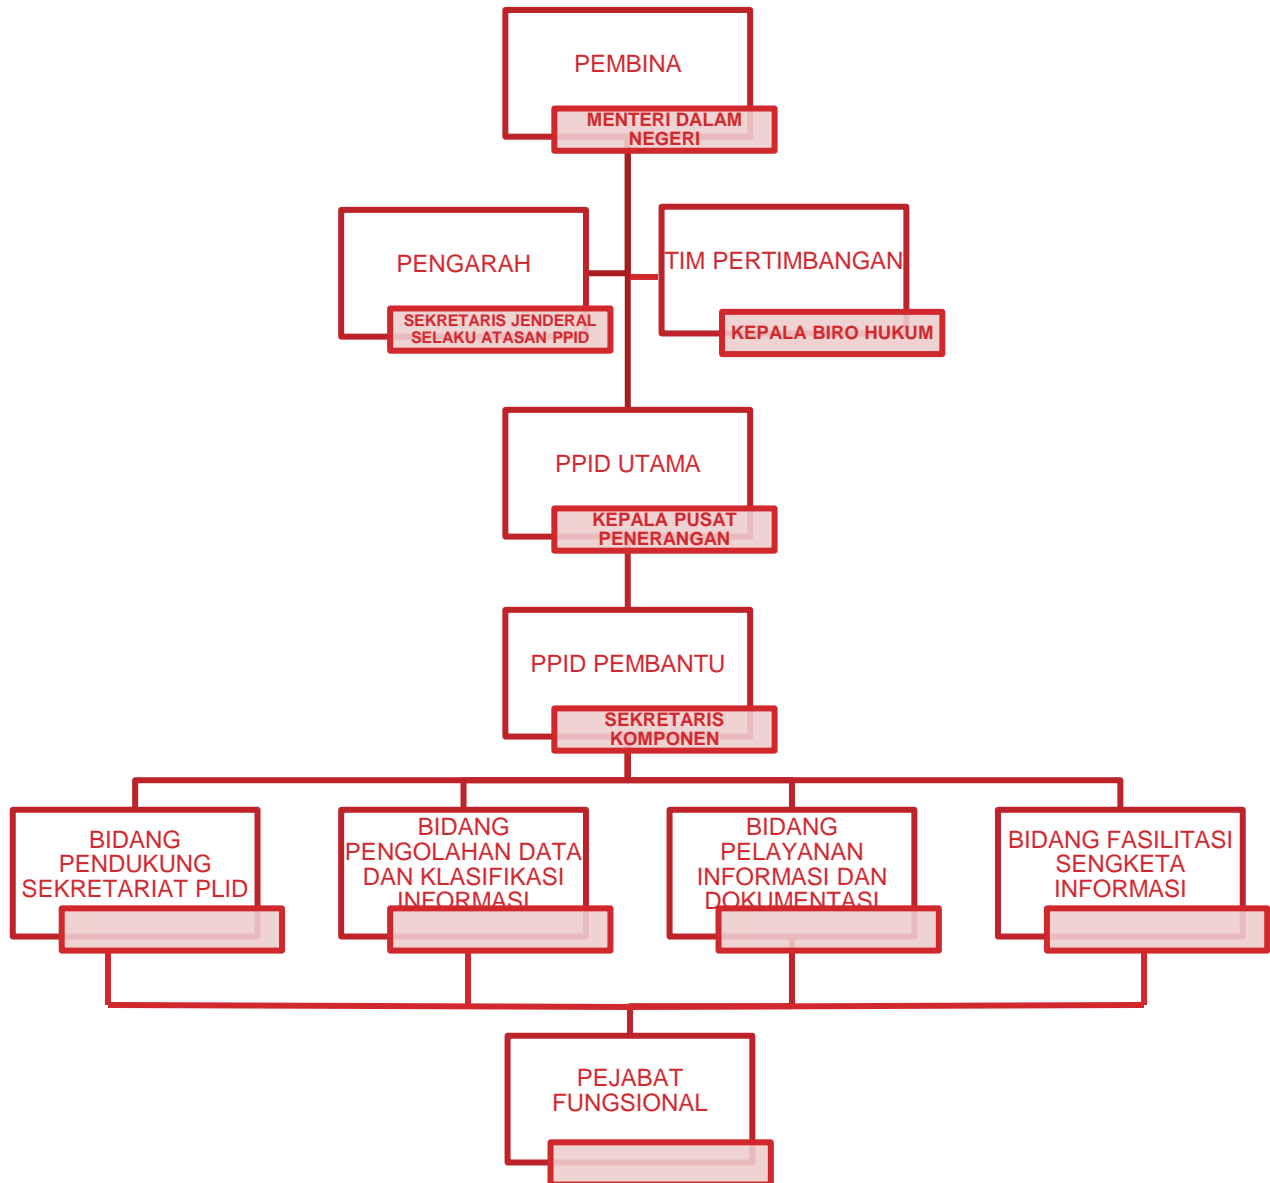 PEMBINA
MENTERI DALAM
NEGERI
PENGARAH
SEKRETARIS JENDERAL
SELAKU ATASAN PPID
TIM PERTIMBANGAN
KEPALA BIRO HUKUM
PPID UTAMA
KEPALA PUSAT
PENERANGAN
PPID PEMBANTU
SEKRETARIS
KOMPONEN
BIDANG
PENDUKUNG
SEKRETARIAT PLID
BIDANG
PENGOLAHAN DATA
DAN KLASIFIKASI
INFORMASI
BIDANG
PELAYANAN
INFORMASI DAN
DOKUMENTASI
BIDANG FASILITASI
SENGKETA
INFORMASI
PEJABAT
FUNGSIONAL